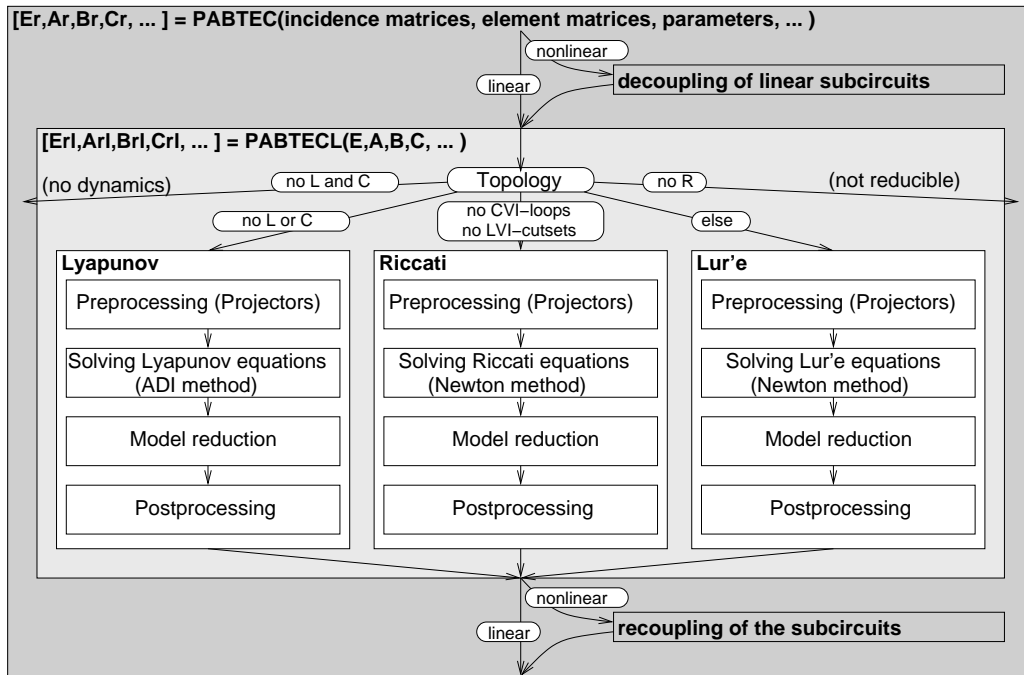 [Er,Ar,Br,Cr, ... ] = PABTEC(incidence matrices, element matrices, parameters, ... )
nonlinear
linear
decoupling of linear subcircuits
[Erl,Arl,Brl,Crl, ... ] = PABTECL(E,A,B,C, ... )
(no dynamics)
no L and C
Topology
no R
(not reducible)
no L or C
no CVI−loops
no LVI−cutsets
else
Lyapunov
Preprocessing (Projectors)
Solving Lyapunov equations
(ADI method)
Model reduction
Postprocessing
Riccati
Preprocessing (Projectors)
Solving Riccati equations
(Newton method)
Model reduction
Postprocessing
Lur'e
Preprocessing (Projectors)
Solving Lur'e equations
(Newton method)
Model reduction
Postprocessing
nonlinear
linear
recoupling of the subcircuits